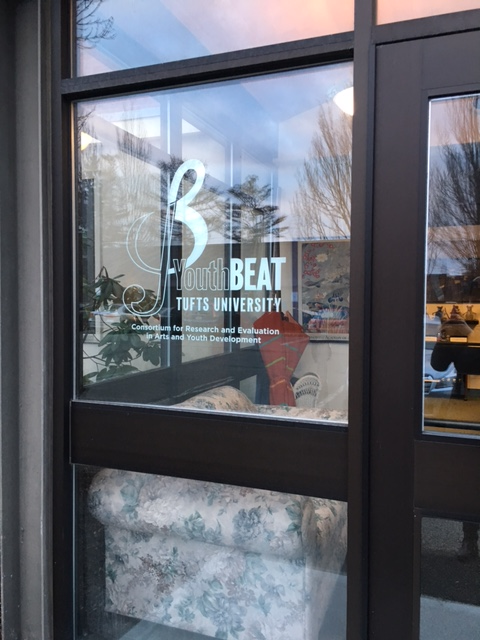 YouthBEAT
TUFTS UNIVERSITY
Consortium for Research and Evaluation
in Arts and Youth Development